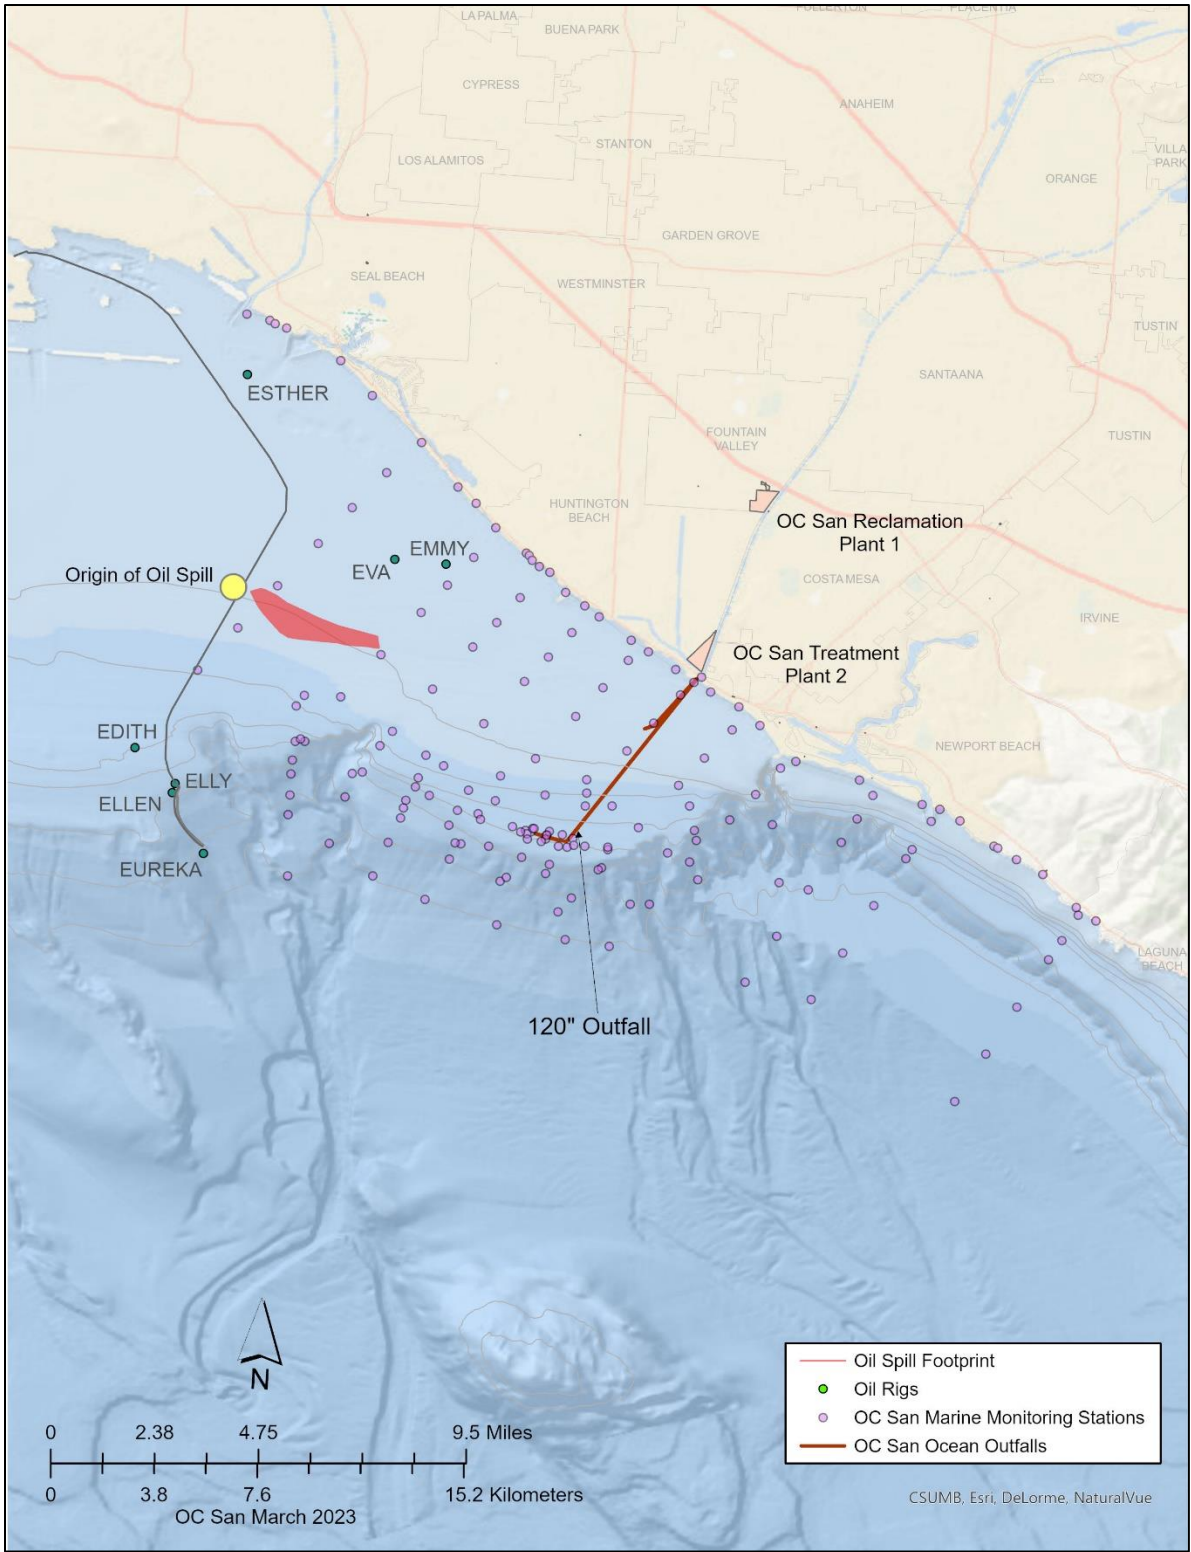 FULLERTON
PLACENTIA
LA PALMA
BUENA PARK
CYPRESS
ANAHEIM
STANTON
LOS ALAMITOS
VILLA
PARK
ORANGE
GARDEN GROVE
SEAL BEACH
WESTMINSTER
TUSTIN
ESTHER
SANTA ANA
FOUNTAIN
VALLEY
TUSTIN
HUNTINGTON
BEACH
OC San Reclamation
Plant 1
EMMY
EVA
Origin of Oil Spill
COSTA MESA
IRVINE
OC San Treatment
Plant 2
EDITH
NEWPORT BEACH
ELLY
ELLEN
EUREKA
LAGUNA
BEACH
120" Outfall
N
Oil Spill Footprint
Oil Rigs
OC San Marine Monitoring Stations
OC San Ocean Outfalls
0 2.38 4.75 9.5 Miles
0 3.8 7.6 15.2 Kilometers
OC San March 2023
CSUMB, Esri, DeLorme, NaturalVue